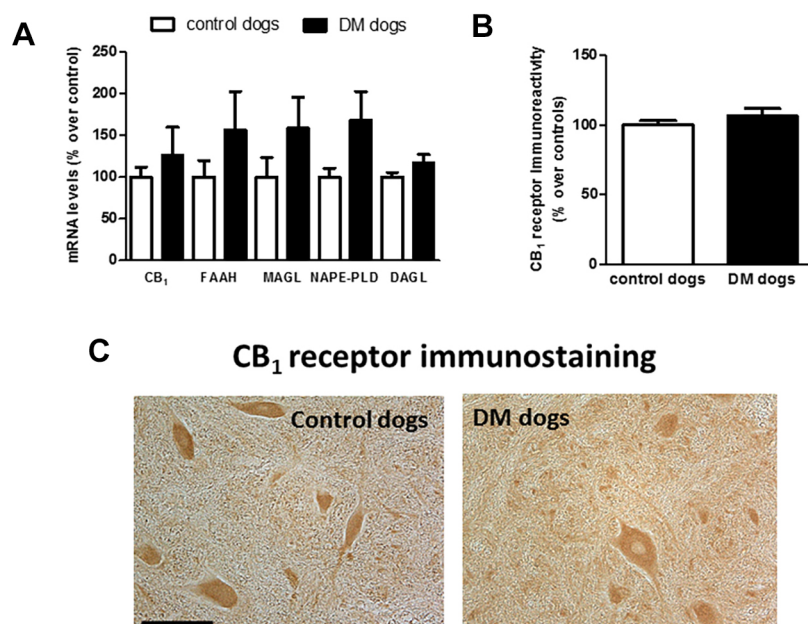 A
control dogs DM dogs
mRNA levels (% over control)
250
200
150
100
50
0
CB1 FAAH MAGL NAPE-PLD DAGL
B
CB1 receptor immunoreactivity
(% over controls)
150
100
50
0
control dogs DM dogs
C
CB1 receptor immunostaining
Control dogs
DM dogs